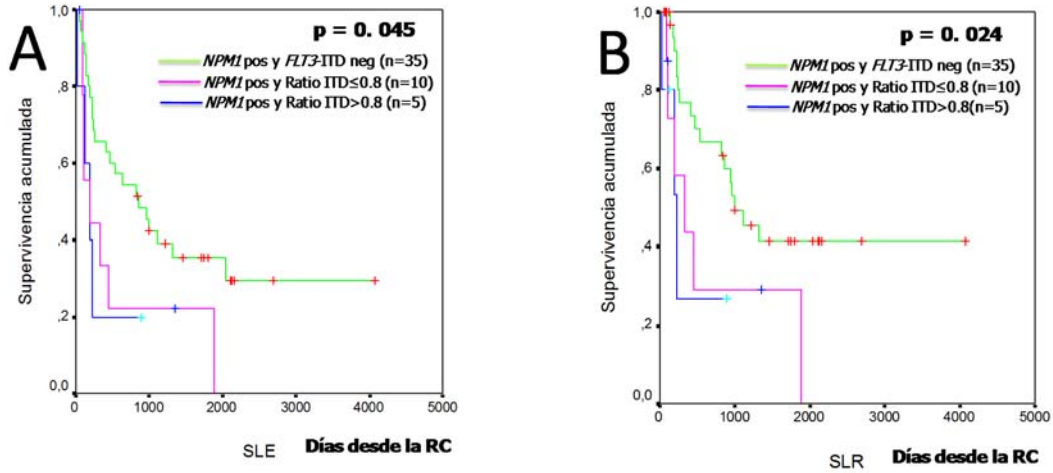 A
p = 0. 045
NPM1 pos y FLT3-ITD neg (n=35)
NPM1 pos y Ratio ITD≤0.8 (n=10)
NPM1 pos y Ratio ITD>0.8 (n=5)
Supervivencia acumulada
1,0
,8
,6
,4
,2
0,0
0
1000
2000
3000
4000
5000
SLE
Días desde la RC
B
p = 0. 024
NPM1 pos y FLT3-ITD neg (n=35)
NPM1 pos y Ratio ITD≤0.8 (n=10)
NPM1 pos y Ratio ITD>0.8(n=5)
Supervivencia acumulada
1,0
,8
,6
,4
,2
0,0
0
1000
2000
3000
4000
5000
SLR
Días desde la RC